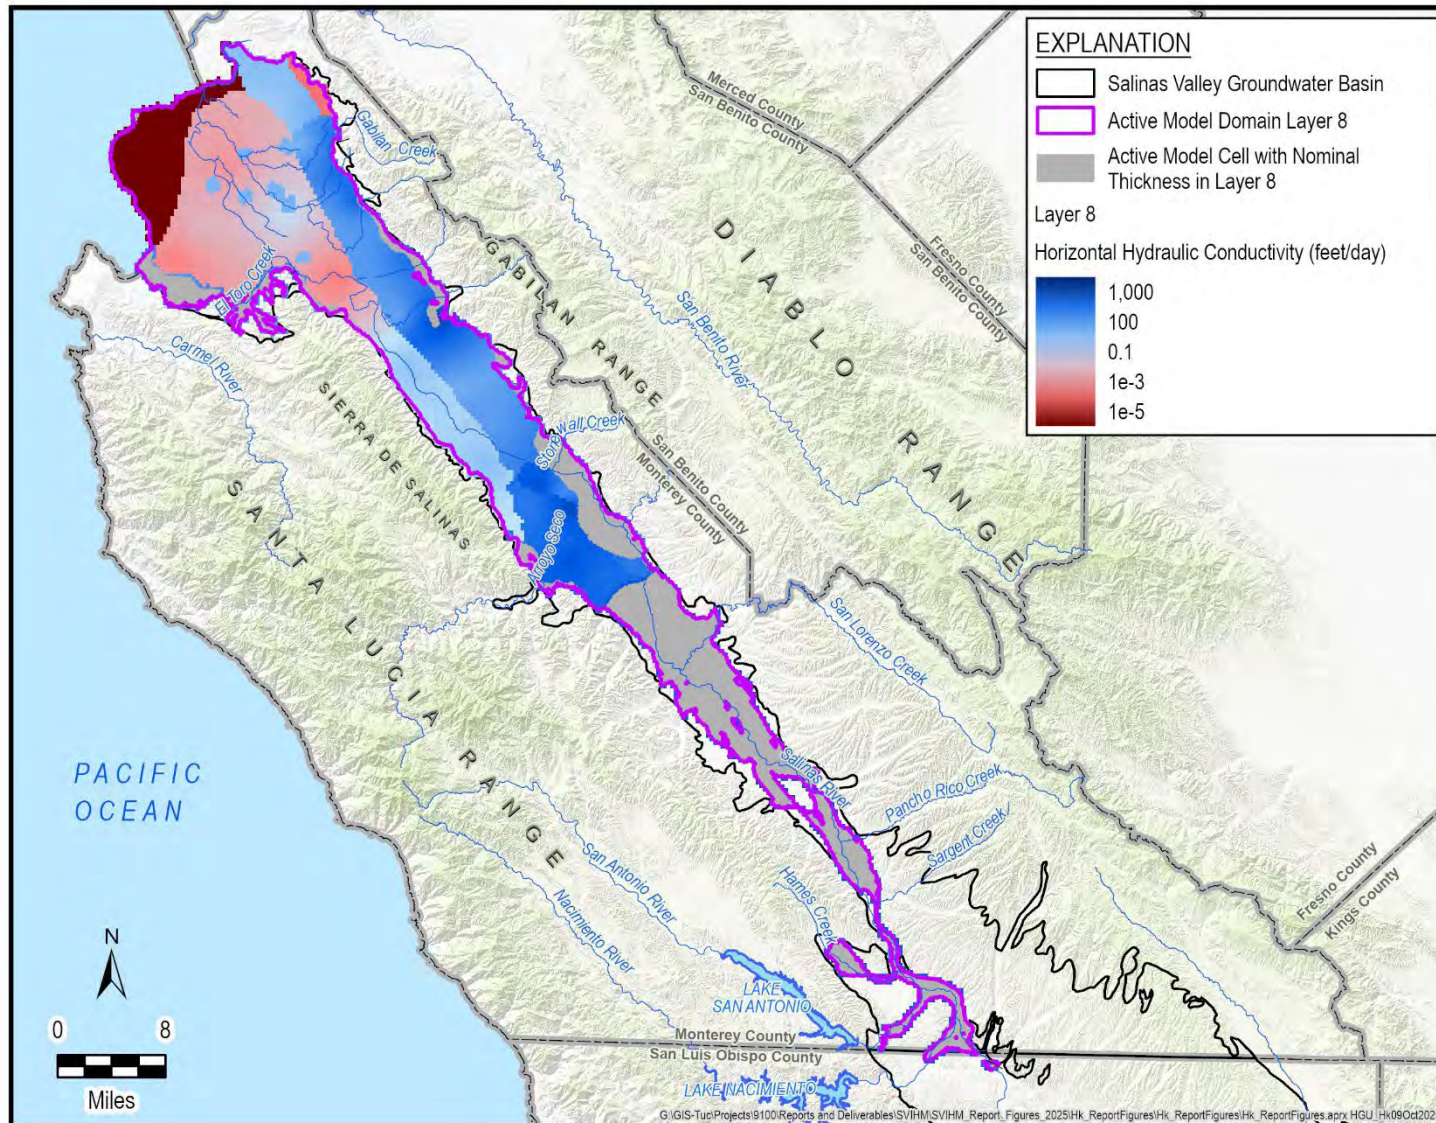 EXPLANATION
Salinas Valley Groundwater Basin
Active Model Domain Layer 8
Active Model Cell with Nominal
Thickness in Layer 8
Layer 8
Horizontal Hydraulic Conductivity (feet/day)
1,000
100
0.1
1e-3
1e-5
Merced County
San Benito County
Fresno County
San Benito County
Gabilan Creek
DIABLO RANGE
GABILAN RANGE
San Benito River
El Toro Creek
Carmel River
SIERRA DE SALINAS
Stonewall Creek
San Benito County
Monterey County
SANTA LUCIA RANGE
Arroyo Seco
San Lorenzo Creek
PACIFIC
OCEAN
Salinas River
Pancho Rico Creek
Sargent Creek
San Antonio River
Nacimiento River
Hames Creek
Fresno County
Kings County
N
LAKE
SAN ANTONIO
0 8
Miles
Monterey County
San Luis Obispo County
LAKE NACIMIENTO